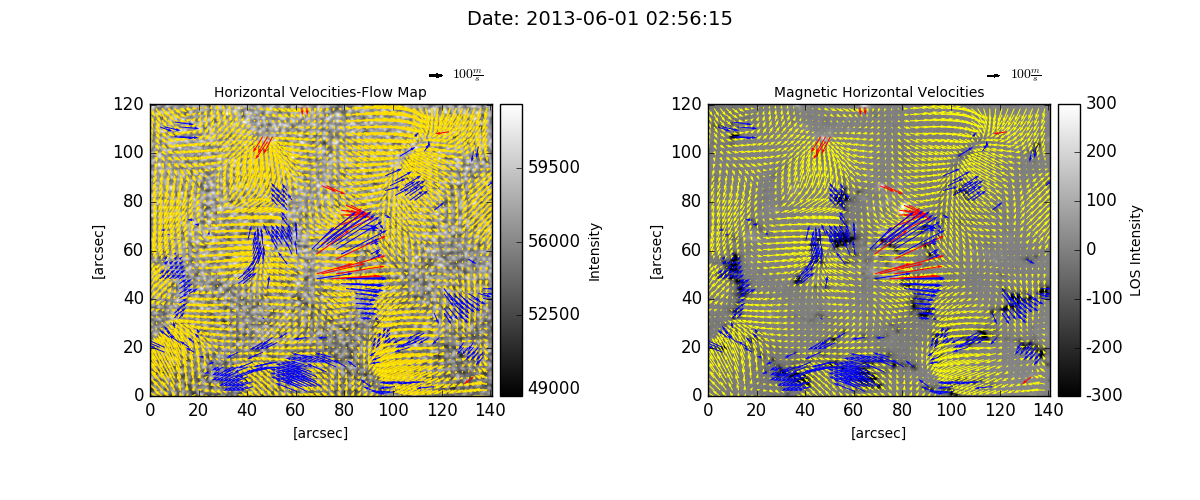 Date: 2013-06-01 02:56:15
100 m/s
100 m/s
Horizontal Velocities-Flow Map
Magnetic Horizontal Velocities
120
100
80
60
40
20
0
[arcsec]
0 20 40 60 80 100 120 140
[arcsec]
59500
56000
52500
49000
Intensity
120
100
80
60
40
20
0
[arcsec]
0 20 40 60 80 100 120 140
[arcsec]
300
200
100
0
-100
-200
-300
LOS Intensity